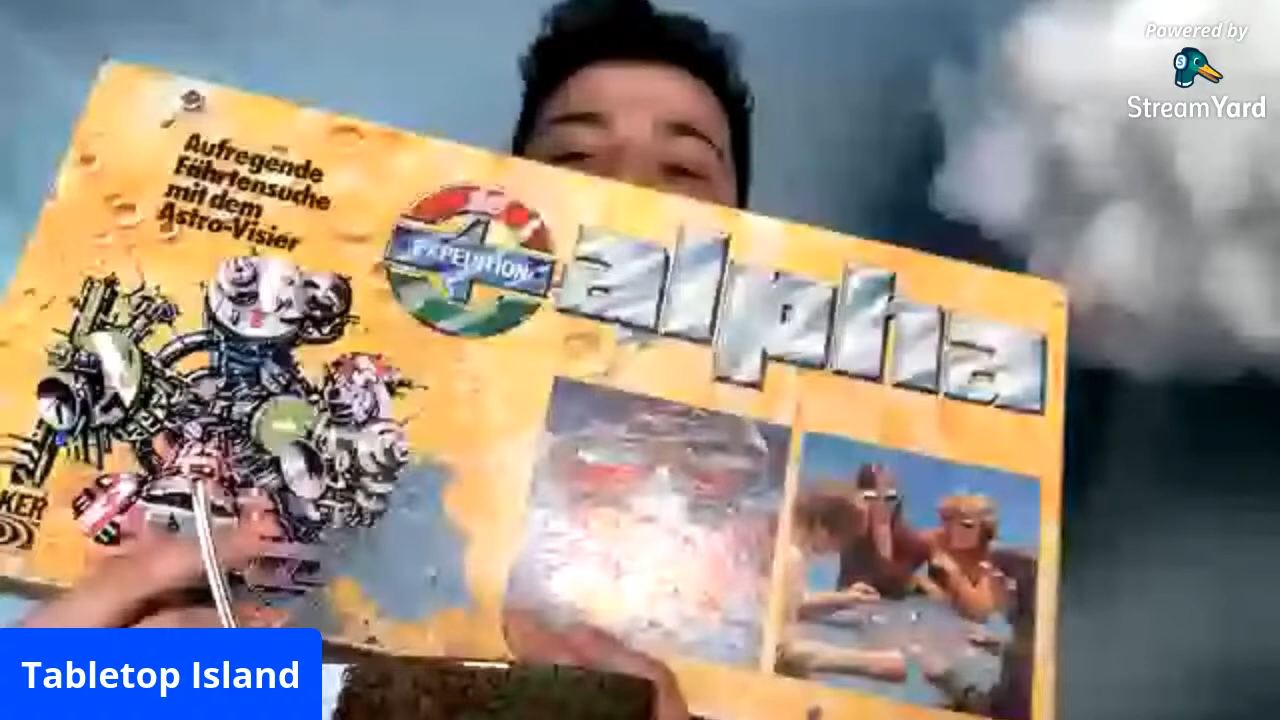 Powered by
StreamYard
Aufregende
Fährtensuche
mit dem
Astro-Visier
EXPEDITION
alpha
KER
Tabletop Island